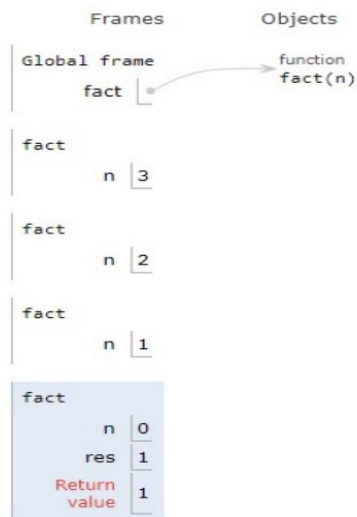 Frames Objects
Global frame
fact
function
fact(n)
fact
n 3
fact
n 2
fact
n 1
fact
n 0
res 1
Return
value 1